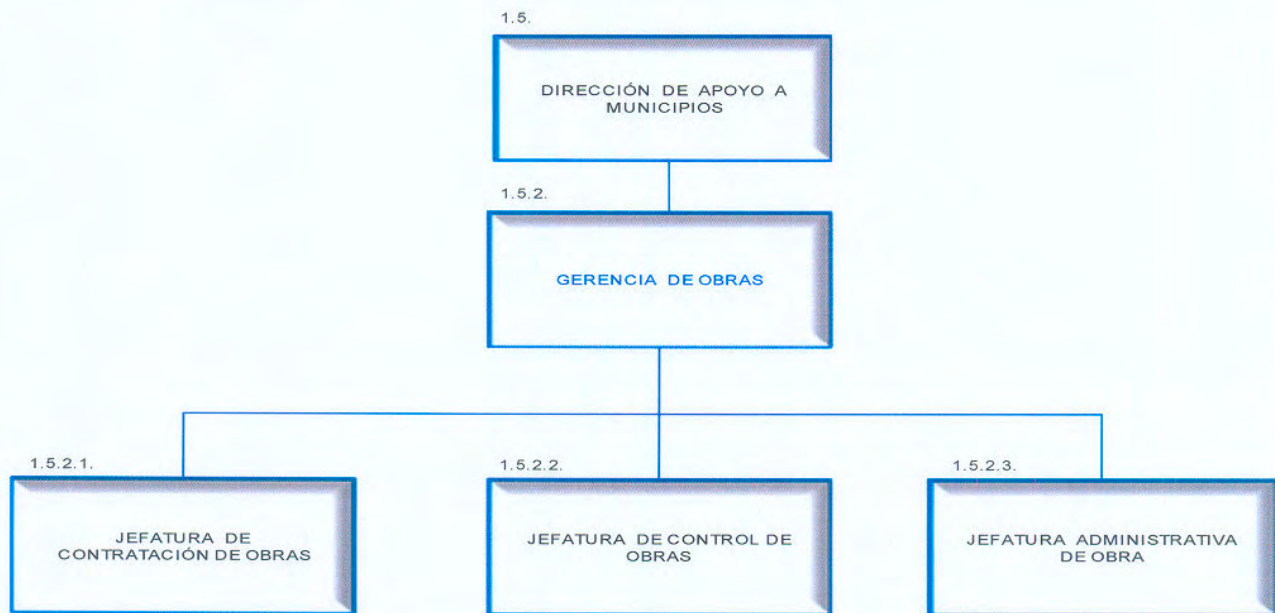 1.5.
DIRECCIÓN DE APOYO A
MUNICIPIOS
1.5.2.
GERENCIA DE OBRAS
1.5.2.1.
JEFATURA DE
CONTRATACIÓN DE OBRAS
1.5.2.2.
JEFATURA DE CONTROL DE
OBRAS
1.5.2.3.
JEFATURA ADMINISTRATIVA
DE OBRA